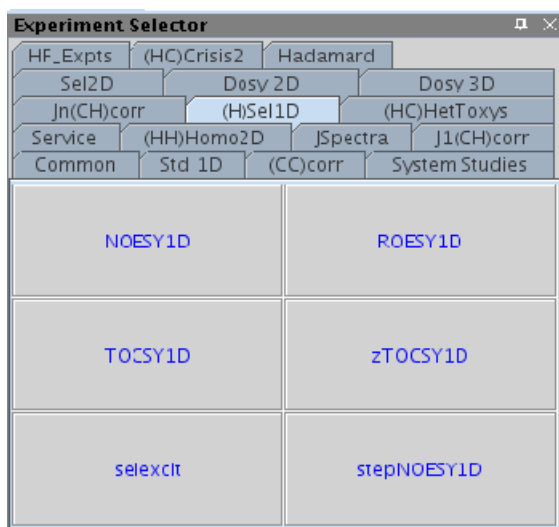 Experiment Selector
HF_Expts (HC)Crisis2 Hadamard
Sel2D Dosy 2D Dosy 3D
Jn(CH)corr (H)Sel1D (HC)HetToxys
Service (HH)Homo2D JSpectra J1(CH)corr
Common Std 1D (CC)corr System Studies
NOESY1D ROESY1D
TOCSY1D zTOCSY1D
selexcit stepNOESY1D